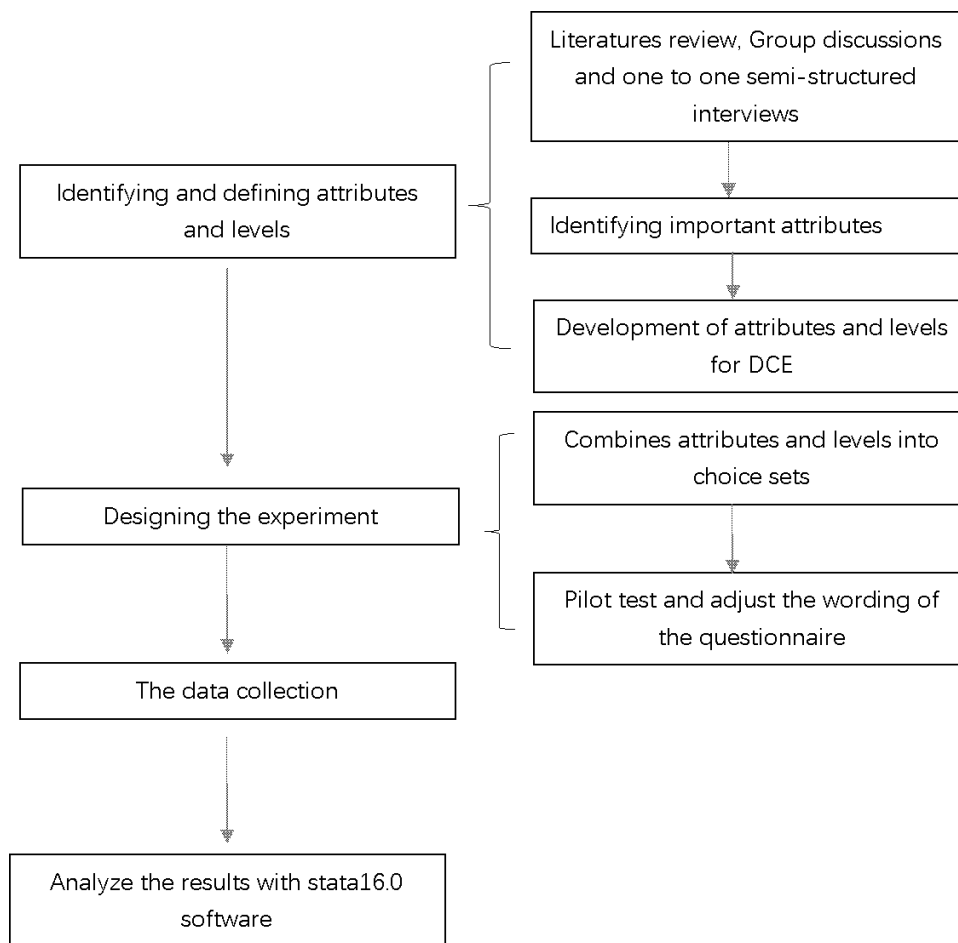 Literatures review, Group discussions
and one to one semi-structured
interviews
Identifying and defining attributes
and levels
Identifying important attributes
Development of attributes and levels
for DCE
Combines attributes and levels into
choice sets
Designing the experiment
Pilot test and adjust the wording of
the questionnaire
The data collection
Analyze the results with stata16.0
software